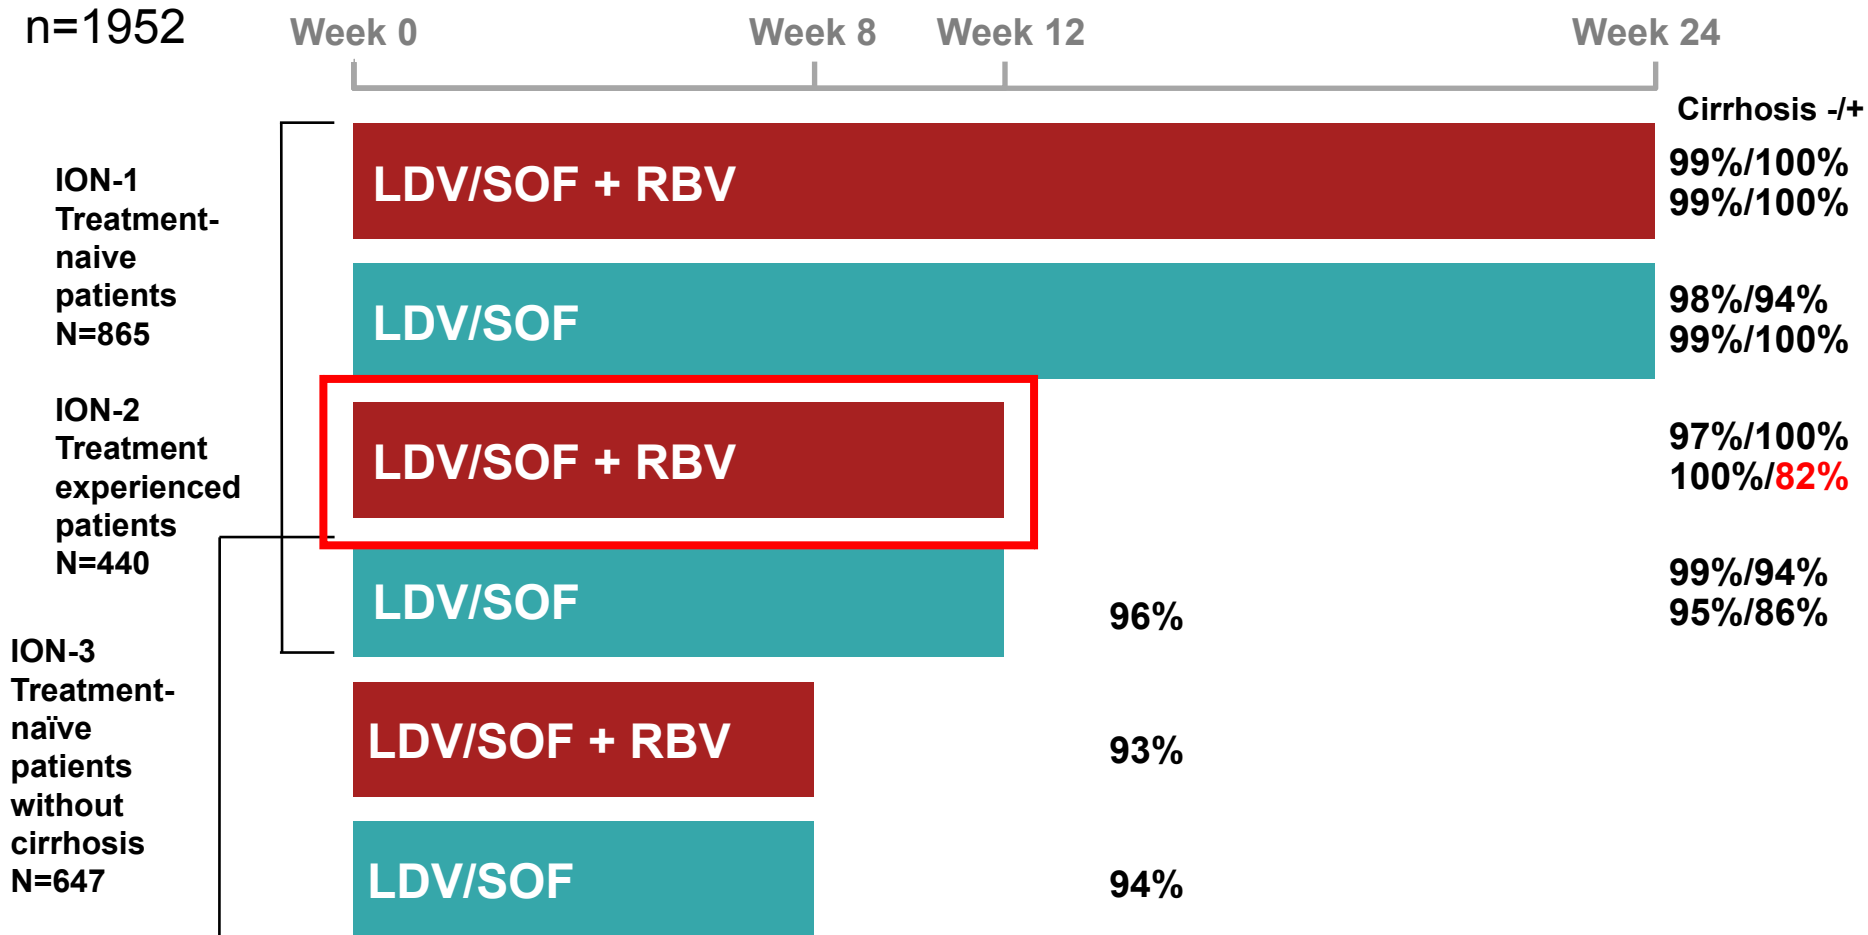 n=1952
Week 0
Week 8
Week 12
Week 24
Cirrhosis -/+
ION-1
Treatment-
naive
patients
N=865
LDV/SOF + RBV
99%/100%
99%/100%
LDV/SOF
98%/94%
99%/100%
ION-2
Treatment
experienced
patients
N=440
LDV/SOF + RBV
97%/100%
100%/82%
LDV/SOF
96%
99%/94%
95%/86%
ION-3
Treatment-
naïve
patients
without
cirrhosis
N=647
LDV/SOF + RBV
93%
LDV/SOF
94%